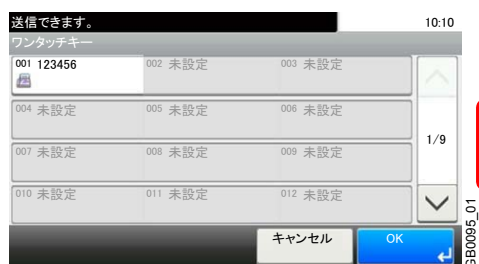 送信できます。 10:10
ワンタッチキー
001 123456 002 未設定 003 未設定
004 未設定 005 未設定 006 未設定
1/9
007 未設定 008 未設定 009 未設定
010 未設定 011 未設定 012 未設定
キャンセル OK
GB0095_01